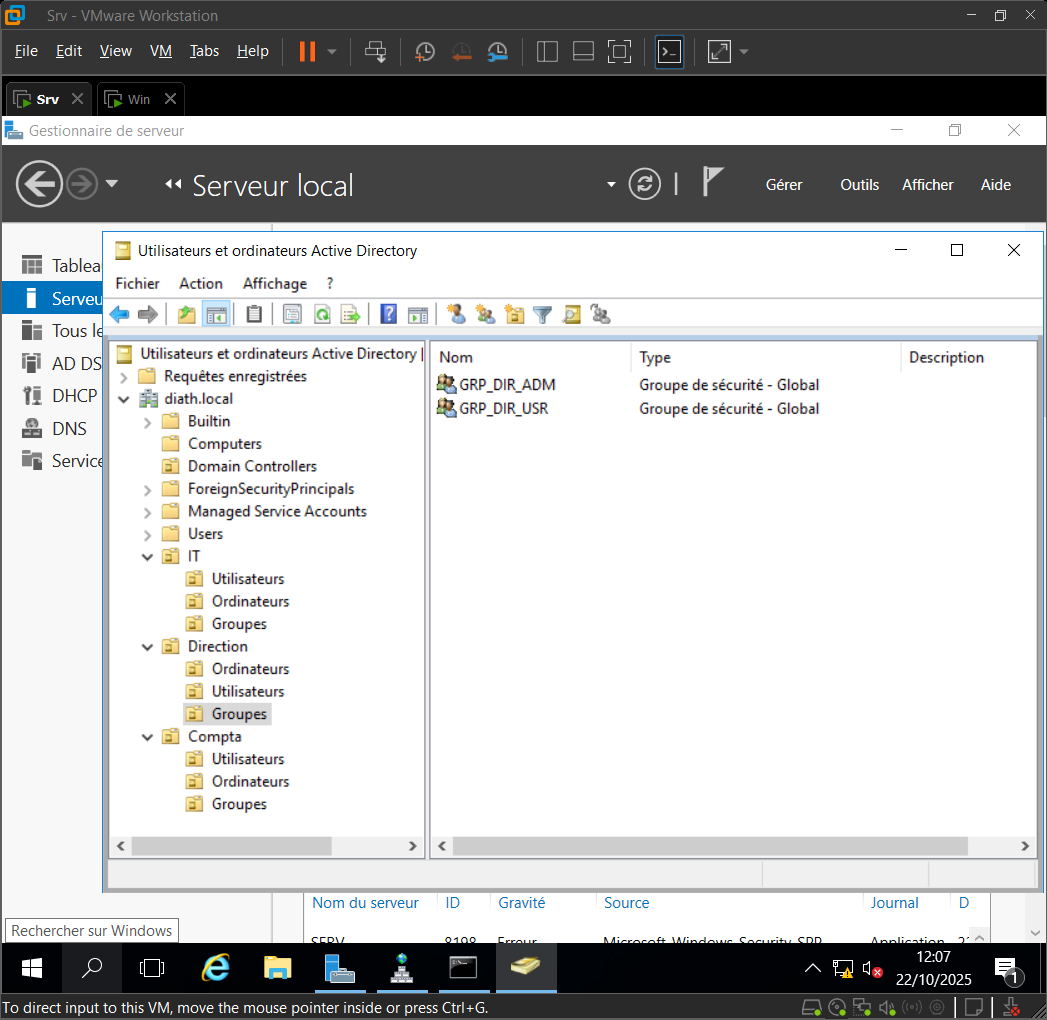 Srv - VMware Workstation
File Edit View VM Tabs Help
Srv Win
Gestionnaire de serveur
Serveur local
Gérer Outils Afficher Aide
Utilisateurs et ordinateurs Active Directory
Fichier Action Affichage ?
Utilisateurs et ordinateurs Active Directory
Requêtes enregistrées
diath.local
Builtin
Computers
Domain Controllers
ForeignSecurityPrincipals
Managed Service Accounts
Users
IT
Utilisateurs
Ordinateurs
Groupes
Direction
Ordinateurs
Utilisateurs
Groupes
Compta
Utilisateurs
Ordinateurs
Groupes
Nom Type Description
GRP_DIR_ADM Groupe de sécurité - Global
GRP_DIR_USR Groupe de sécurité - Global
Tablea
Serveu
Tous le
AD DS
DHCP
DNS
Service
Nom du serveur ID Gravité Source Journal D
SERV 8198 Erreur Microsoft-Windows-Security-SPP Application
Rechercher sur Windows
12:07
22/10/2025
1
To direct input to this VM, move the mouse pointer inside or press Ctrl+G.